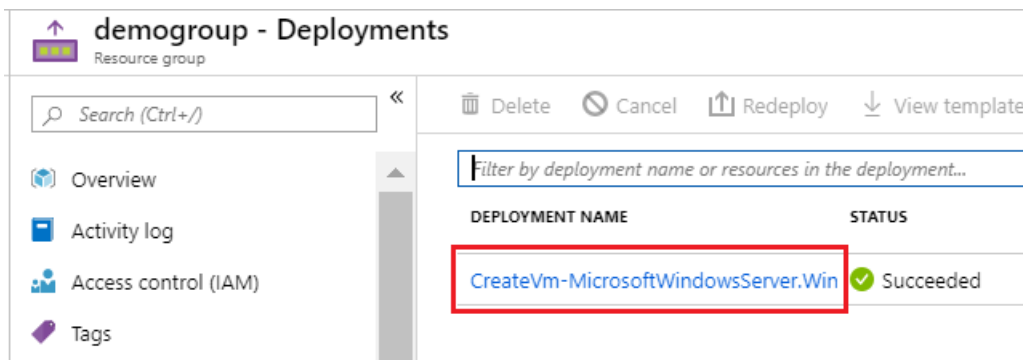 demogroup - Deployments
Resource group
Search (Ctrl+/)
«
Overview
Activity log
Access control (IAM)
Tags
Delete Cancel Redeploy View template
Filter by deployment name or resources in the deployment...
DEPLOYMENT NAME STATUS
CreateVm-MicrosoftWindowsServer.Win Succeeded